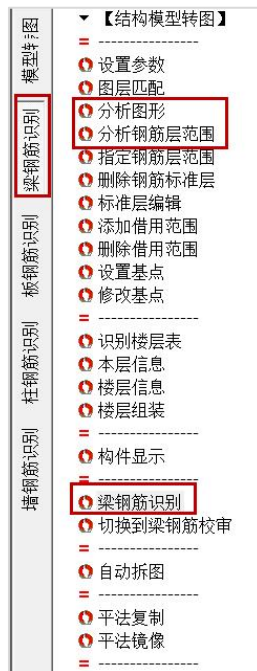 模型转图
梁钢筋识别
板钢筋识别
柱钢筋识别
墙钢筋识别
【结构模型转图】
= ----------------
设置参数
图层匹配
分析图形
分析钢筋层范围
指定钢筋层范围
删除钢筋标准层
标准层编辑
添加借用范围
删除借用范围
设置基点
修改基点
= ----------------
识别楼层表
本层信息
楼层信息
楼层组装
= ----------------
构件显示
= ----------------
梁钢筋识别
切换到梁钢筋校审
= ----------------
自动拆图
= ----------------
平法复制
平法镜像
= ----------------